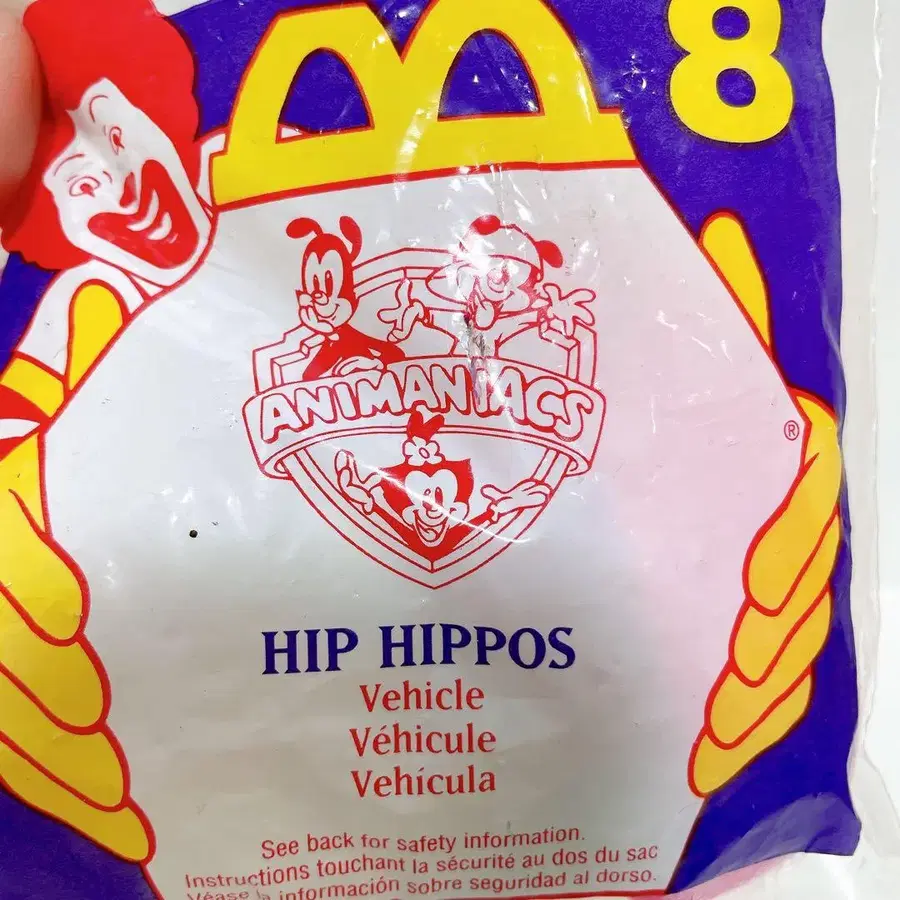 8
ANIMANIACS
®
HIP HIPPOS
Vehicle
Véhicule
Vehícula
See back for safety information.
Instructions touchant la sécurité au dos du sac
Véase la información sobre seguridad al dorso.